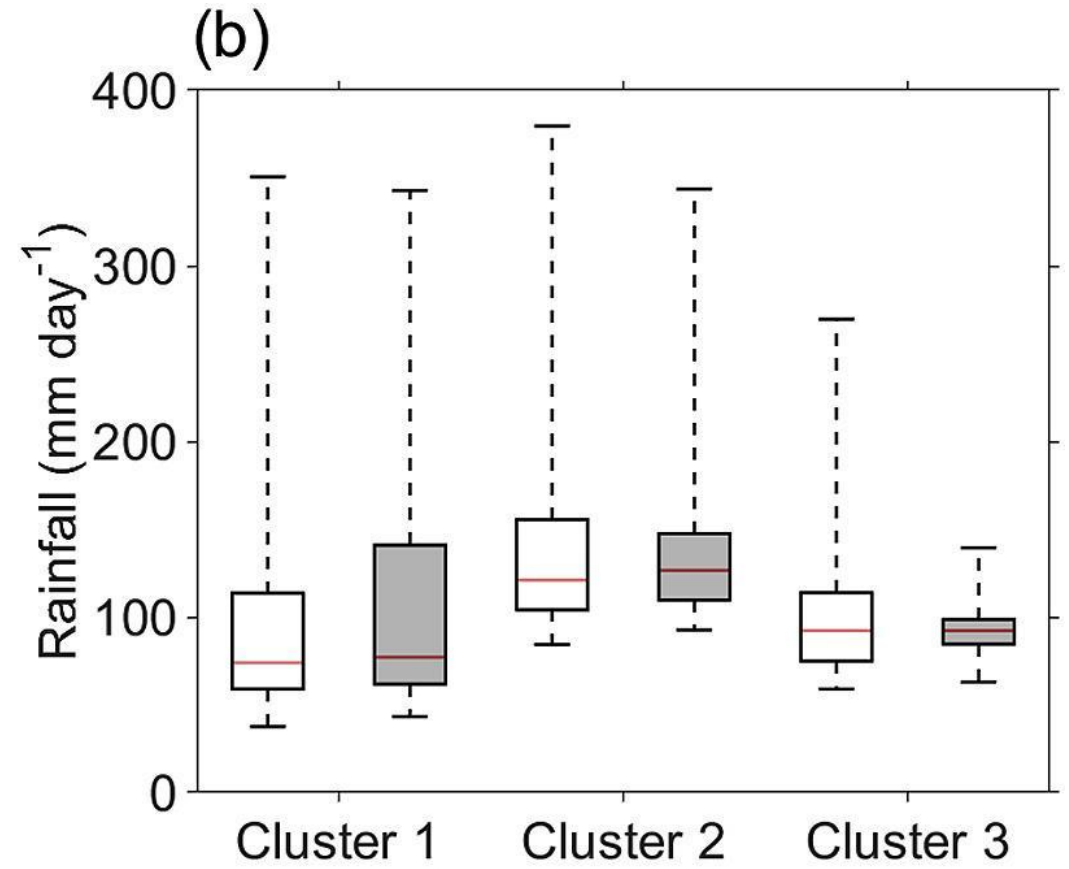 (b)
400
300
200
100
0
Rainfall (mm day⁻¹)
Cluster 1
Cluster 2
Cluster 3